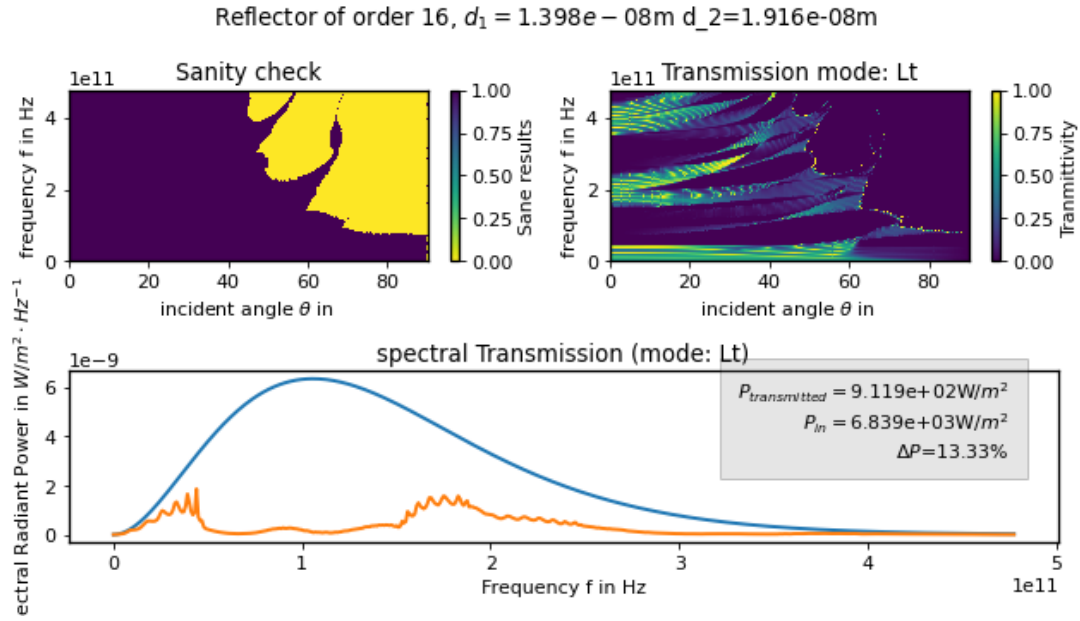 Reflector of order 16, $d_1 = 1.398e-08$m d_2=1.916e-08m
Sanity check
1e11
frequency f in Hz
4
2
0
0 20 40 60 80
incident angle θ in
1.00
0.75
0.50
0.25
0.00
Sane results
Transmission mode: Lt
1e11
frequency f in Hz
4
2
0
0 20 40 60 80
incident angle θ in
1.00
0.75
0.50
0.25
0.00
Tranmittivity
spectral Transmission (mode: Lt)
1e−9
ectral Radiant Power in $W/m^2 \cdot Hz^{-1}$
6
4
2
0
$P_{transmitted}$ = 9.119e+02W/$m^2$
$P_{in}$ = 6.839e+03W/$m^2$
ΔP=13.33%
0 1 2 3 4 5
1e11
Frequency f in Hz